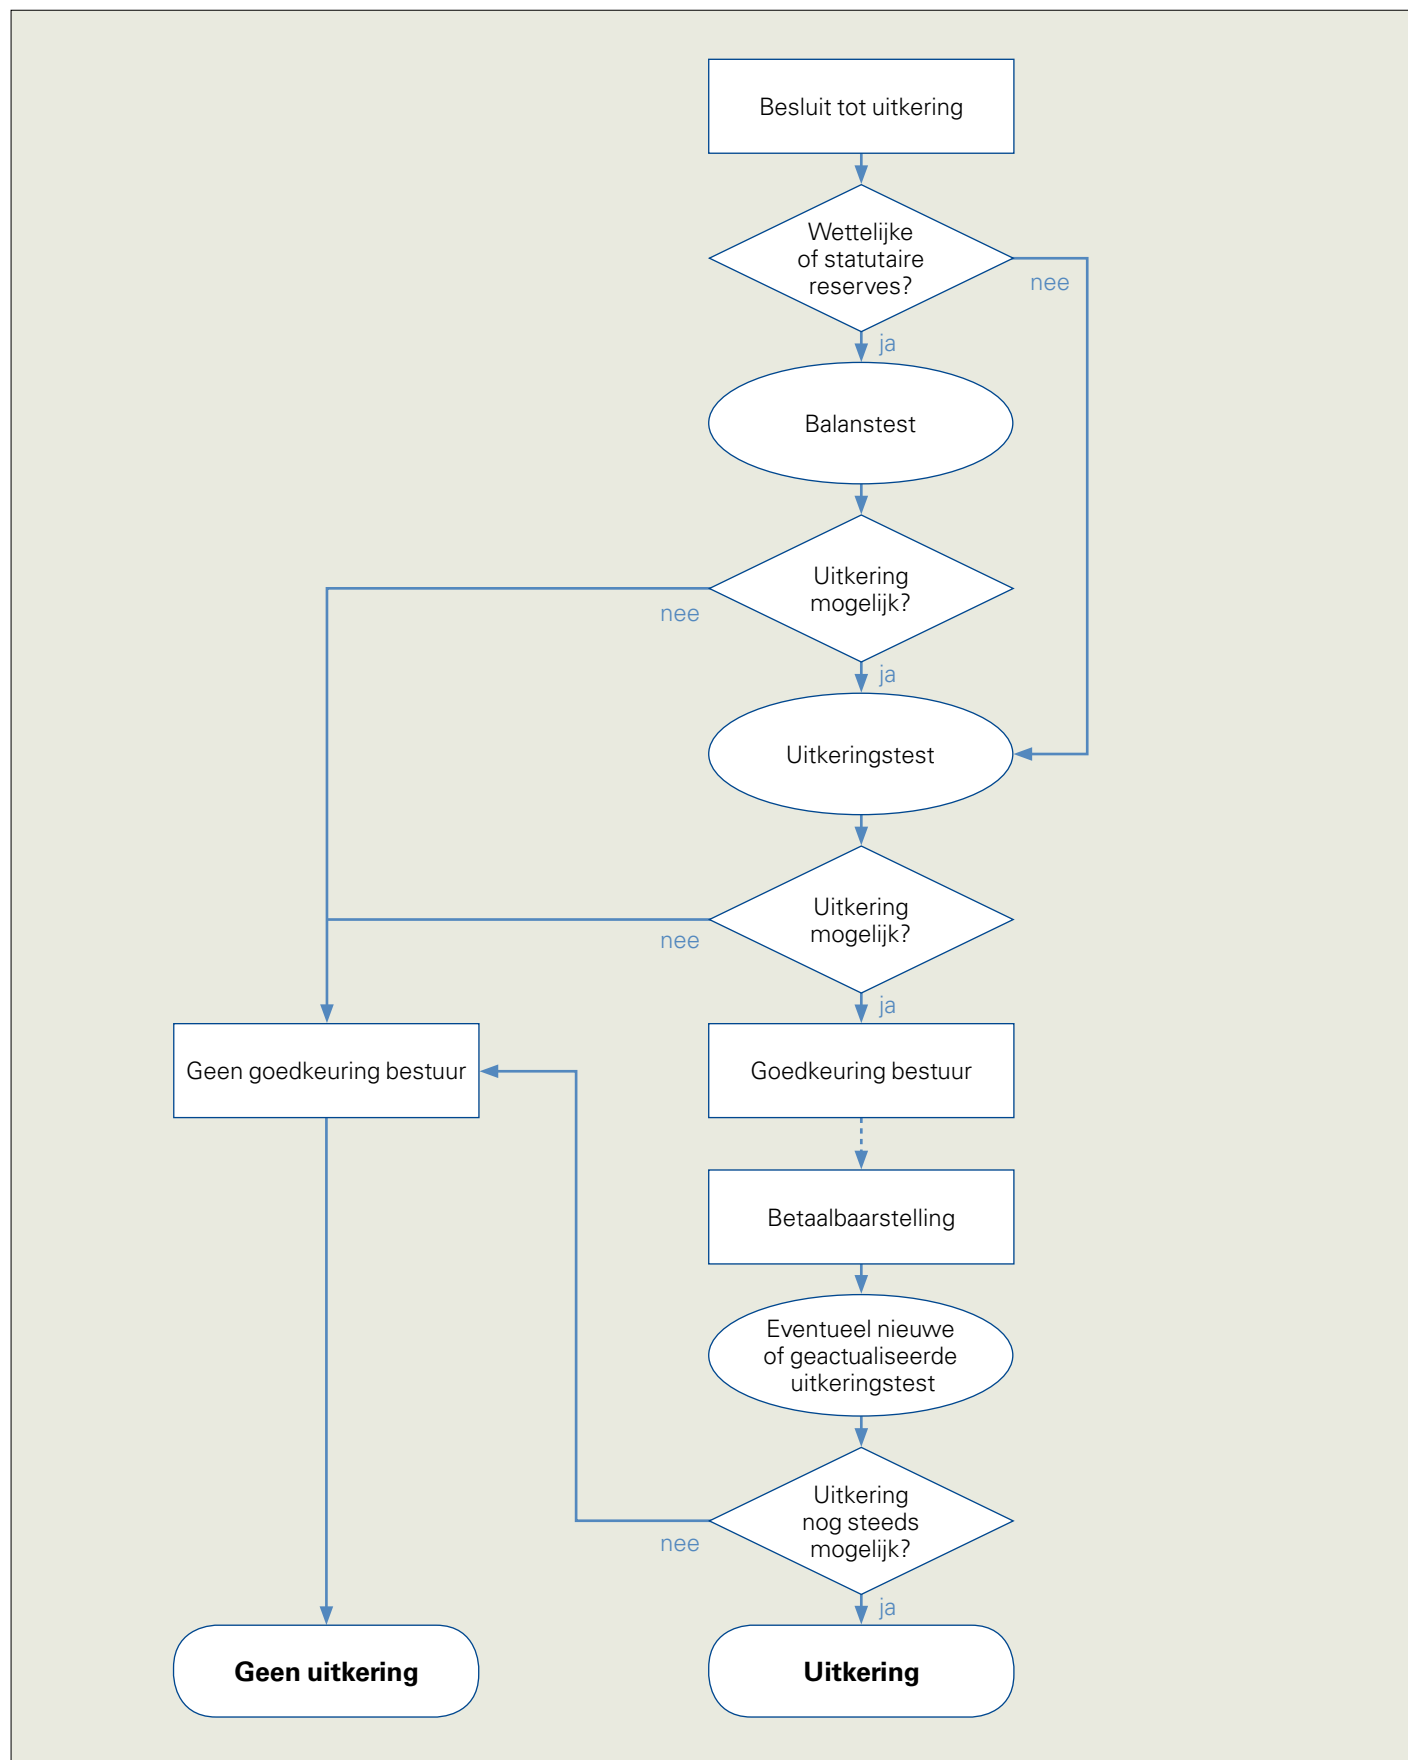 Besluit tot uitkering
Wettelijke
of statutaire
reserves?
nee
ja
Balanstest
Uitkering
mogelijk?
nee
ja
Uitkeringstest
Uitkering
mogelijk?
nee
ja
Geen goedkeuring bestuur
Goedkeuring bestuur
Betaalbaarstelling
Eventueel nieuwe
of geactualiseerde
uitkeringstest
Uitkering
nog steeds
mogelijk?
nee
ja
Geen uitkering
Uitkering